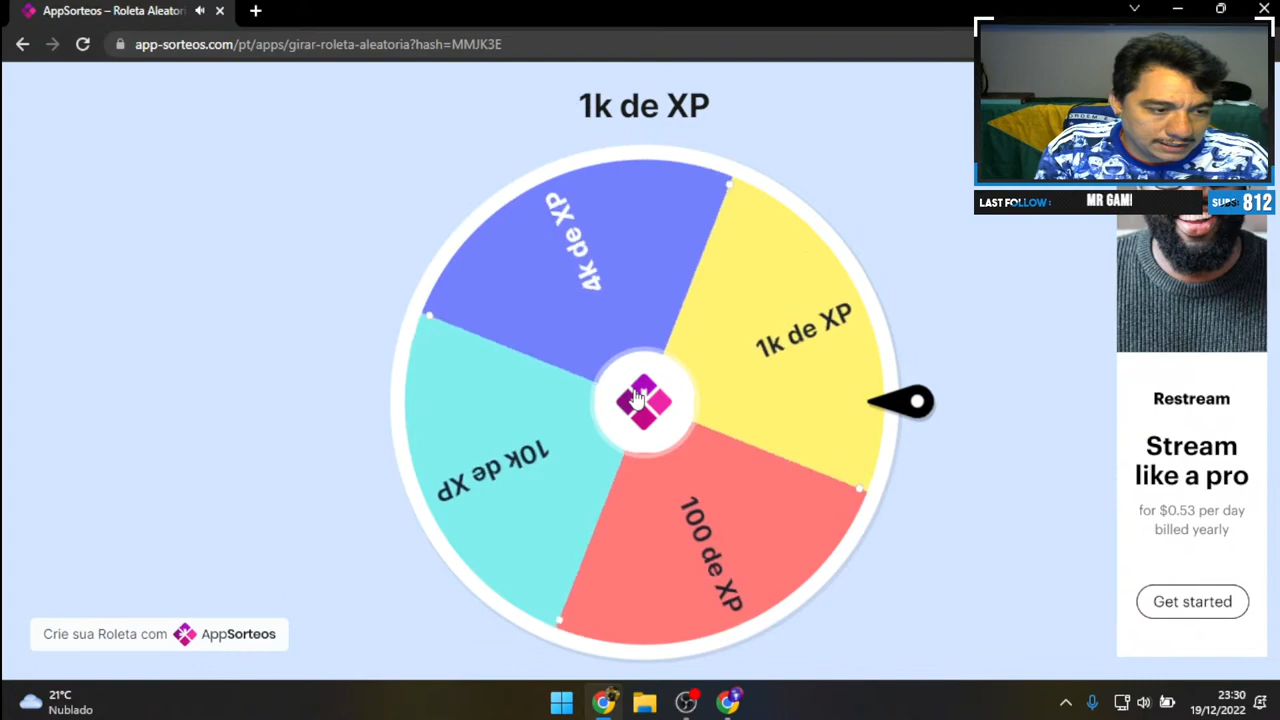 AppSorteos – Roleta Aleatori
app-sorteos.com/pt/apps/girar-roleta-aleatoria?hash=MMJK3E
1k de XP
4k de XP
1k de XP
10k de XP
100 de XP
LAST FOLLOW :
MR GAMI
SUBS:
812
Restream
Stream
like a pro
for $0.53 per day
billed yearly
Get started
Crie sua Roleta com AppSorteos
21°C
Nublado
23:30
19/12/2022